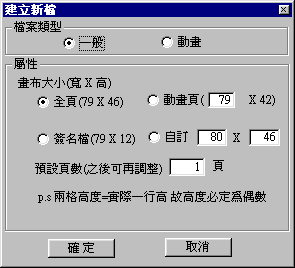 建立新檔
檔案類型
一般 動畫
屬性
畫布大小(寬 X 高)
全頁(79 X 46) 動畫頁( 79 X 42)
簽名檔(79 X 12) 自訂 80 X 46
預設頁數(之後可再調整) 1 頁
p.s 兩格高度=實際一行高 故高度必定為偶數
確 定 取消